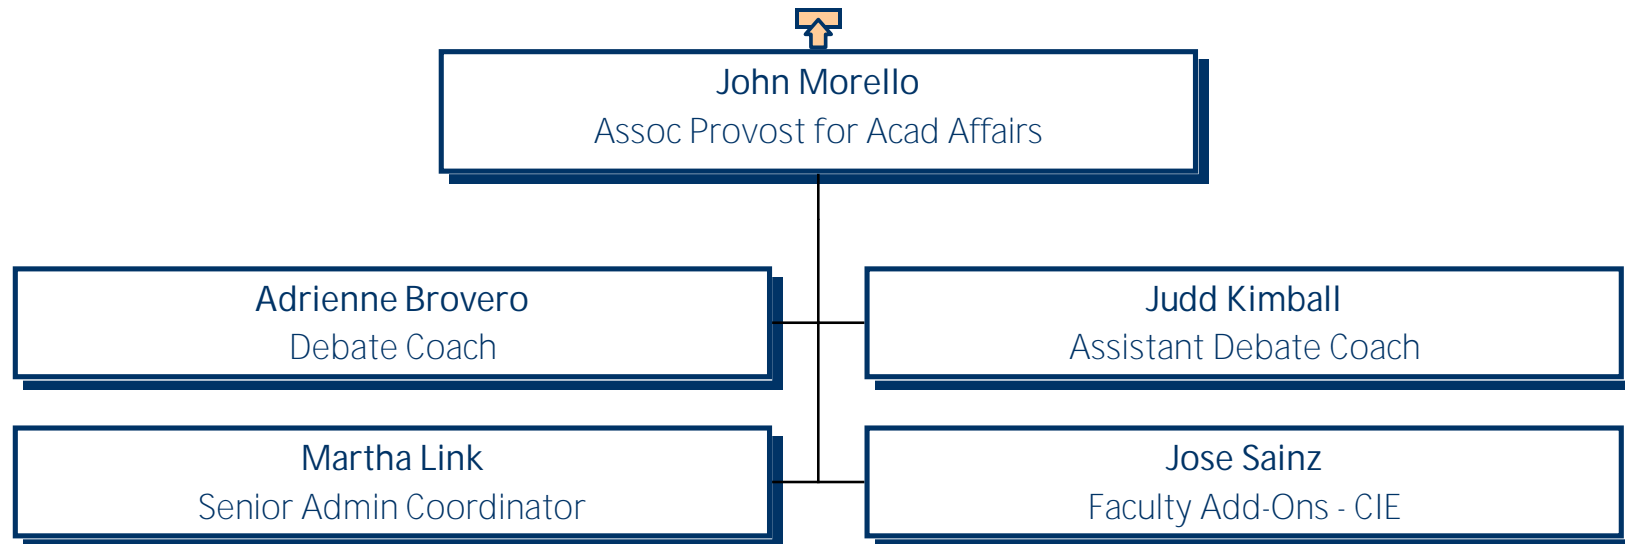 John Morello
Assoc Provost for Acad Affairs
Adrienne Brovero
Debate Coach
Judd Kimball
Assistant Debate Coach
Martha Link
Senior Admin Coordinator
Jose Sainz
Faculty Add-Ons - CIE